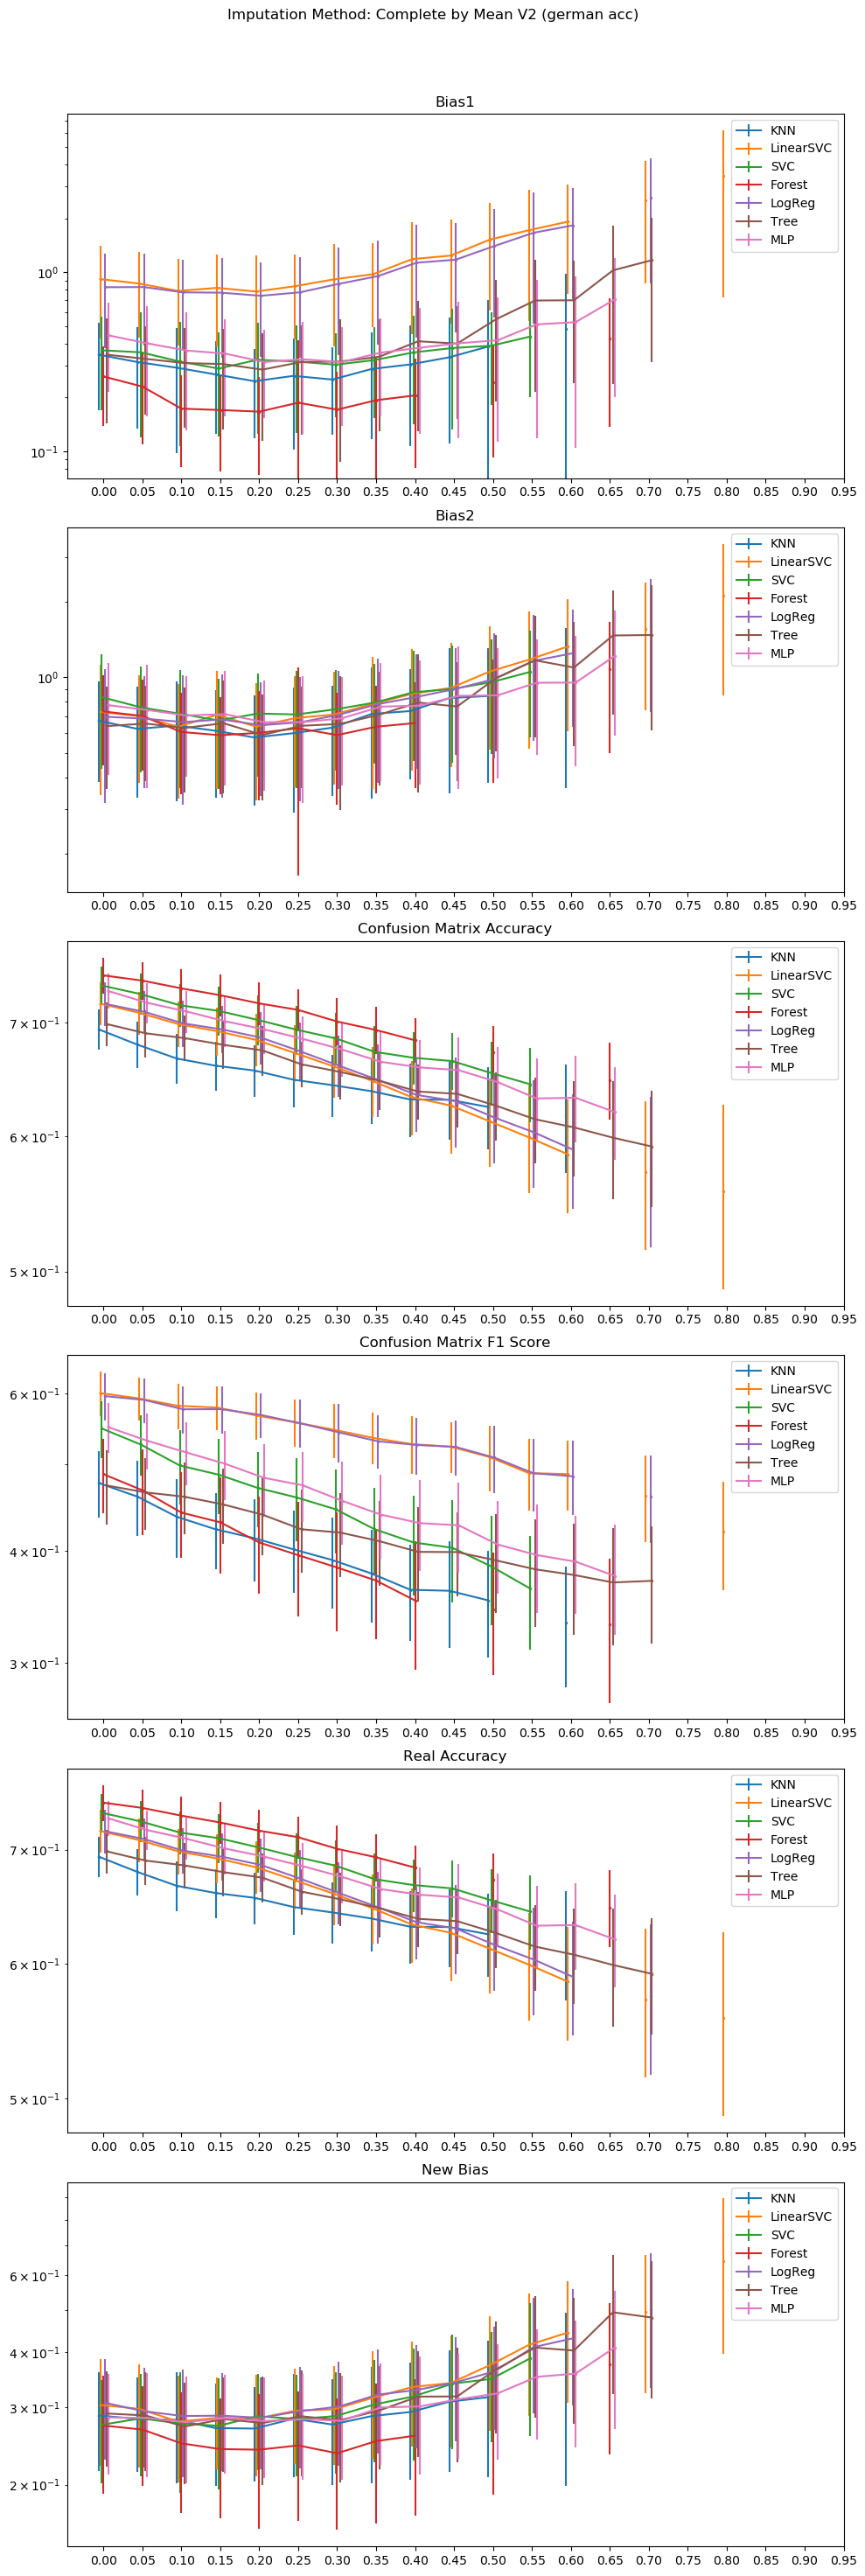 Imputation Method: Complete by Mean V2 (german acc)
Bias1
10⁰
10⁻¹
KNN
LinearSVC
SVC
Forest
LogReg
Tree
MLP
0.00 0.05 0.10 0.15 0.20 0.25 0.30 0.35 0.40 0.45 0.50 0.55 0.60 0.65 0.70 0.75 0.80 0.85 0.90 0.95
Bias2
10⁰
KNN
LinearSVC
SVC
Forest
LogReg
Tree
MLP
0.00 0.05 0.10 0.15 0.20 0.25 0.30 0.35 0.40 0.45 0.50 0.55 0.60 0.65 0.70 0.75 0.80 0.85 0.90 0.95
Confusion Matrix Accuracy
7 × 10⁻¹
6 × 10⁻¹
5 × 10⁻¹
KNN
LinearSVC
SVC
Forest
LogReg
Tree
MLP
0.00 0.05 0.10 0.15 0.20 0.25 0.30 0.35 0.40 0.45 0.50 0.55 0.60 0.65 0.70 0.75 0.80 0.85 0.90 0.95
Confusion Matrix F1 Score
6 × 10⁻¹
4 × 10⁻¹
3 × 10⁻¹
KNN
LinearSVC
SVC
Forest
LogReg
Tree
MLP
0.00 0.05 0.10 0.15 0.20 0.25 0.30 0.35 0.40 0.45 0.50 0.55 0.60 0.65 0.70 0.75 0.80 0.85 0.90 0.95
Real Accuracy
7 × 10⁻¹
6 × 10⁻¹
5 × 10⁻¹
KNN
LinearSVC
SVC
Forest
LogReg
Tree
MLP
0.00 0.05 0.10 0.15 0.20 0.25 0.30 0.35 0.40 0.45 0.50 0.55 0.60 0.65 0.70 0.75 0.80 0.85 0.90 0.95
New Bias
6 × 10⁻¹
4 × 10⁻¹
3 × 10⁻¹
2 × 10⁻¹
KNN
LinearSVC
SVC
Forest
LogReg
Tree
MLP
0.00 0.05 0.10 0.15 0.20 0.25 0.30 0.35 0.40 0.45 0.50 0.55 0.60 0.65 0.70 0.75 0.80 0.85 0.90 0.95